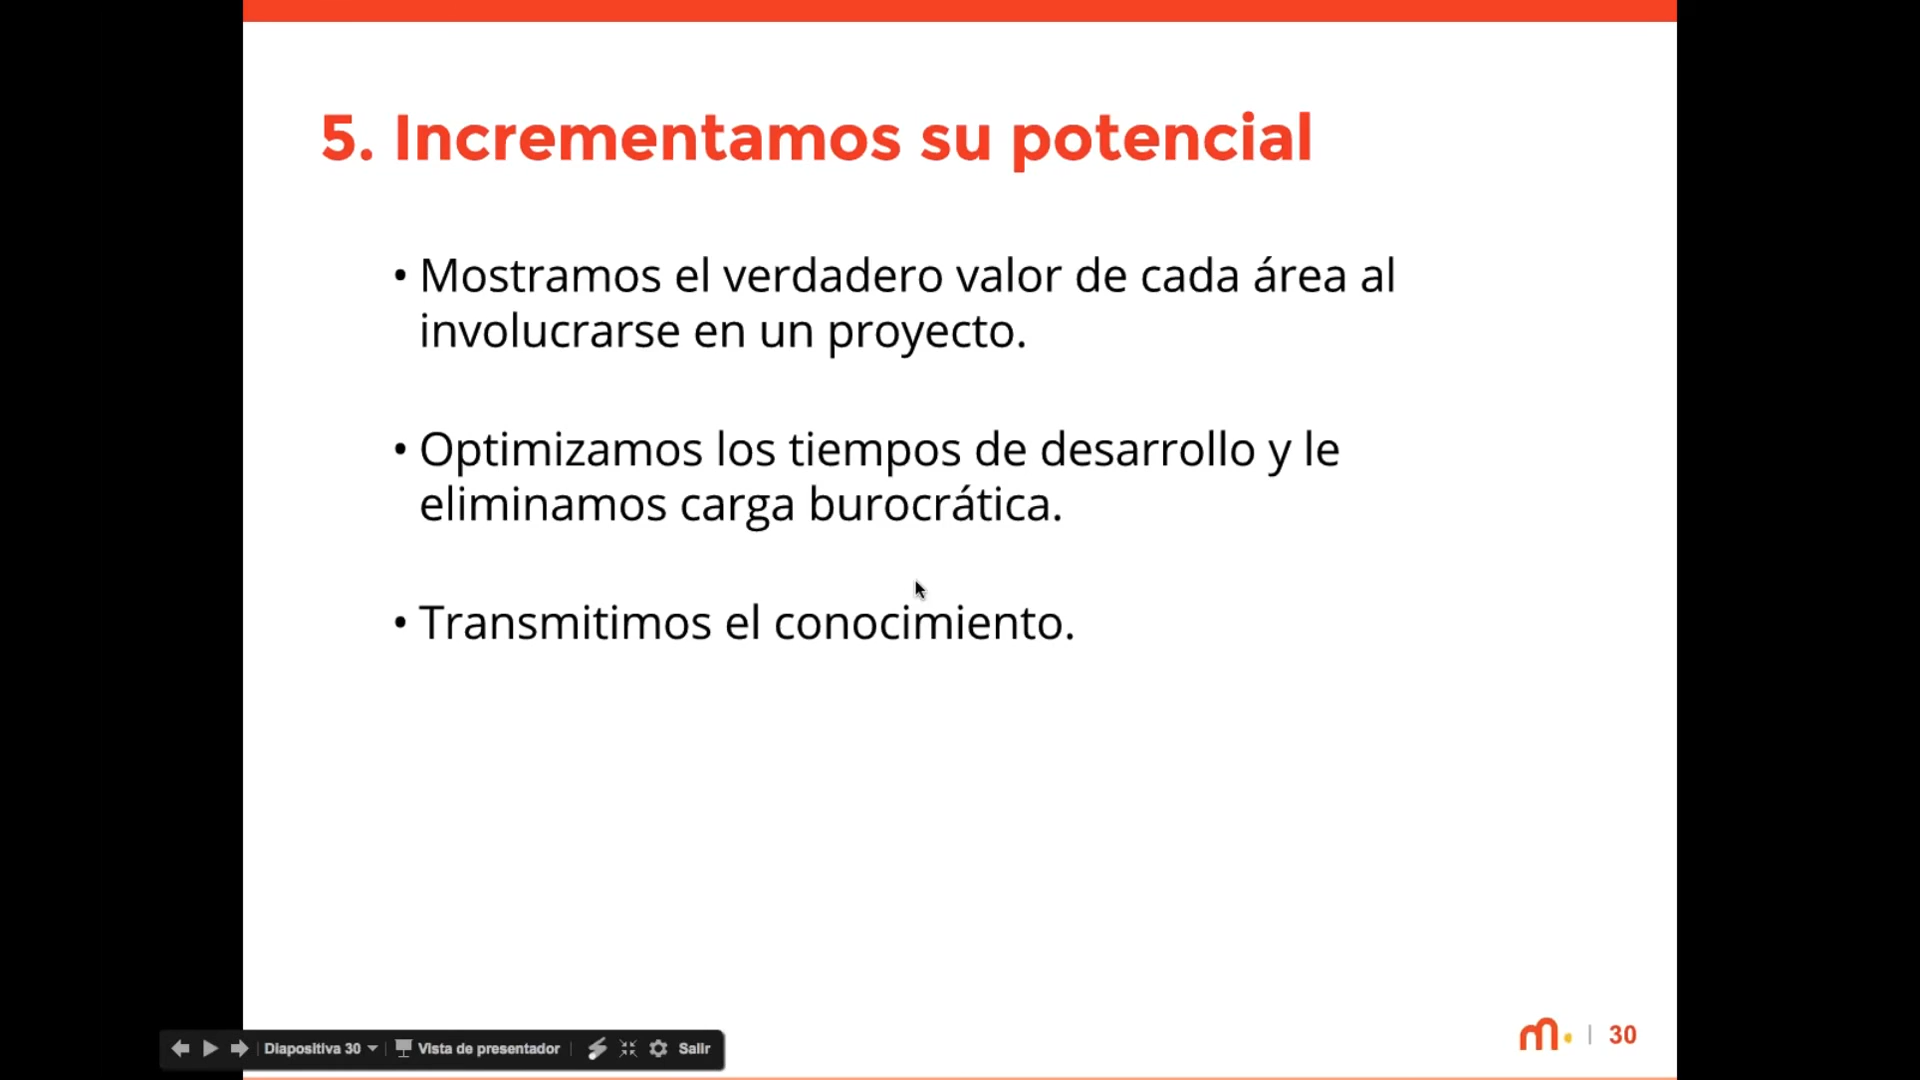 5. Incrementamos su potencial
• Mostramos el verdadero valor de cada área al
involucrarse en un proyecto.
• Optimizamos los tiempos de desarrollo y le
eliminamos carga burocrática.
• Transmitimos el conocimiento.
m. | 30
Diapositiva 30 Vista de presentador Salir